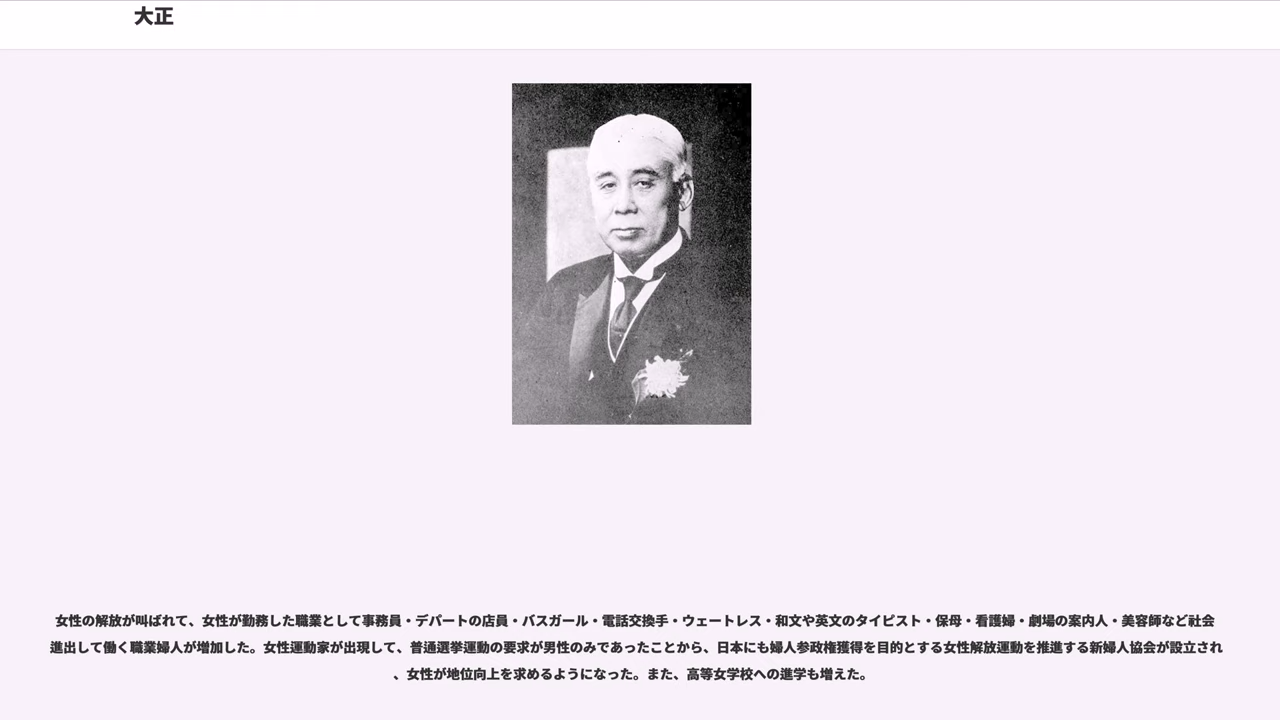 大正
女性の解放が叫ばれて、女性が勤務した職業として事務員・デパートの店員・バスガール・電話交換手・ウェートレス・和文や英文のタイピスト・保母・看護婦・劇場の案内人・美容師など社会
進出して働く職業婦人が増加した。女性運動家が出現して、普通選挙運動の要求が男性のみであったことから、日本にも婦人参政権獲得を目的とする女性解放運動を推進する新婦人協会が設立され
、女性が地位向上を求めるようになった。また、高等女学校への進学も増えた。